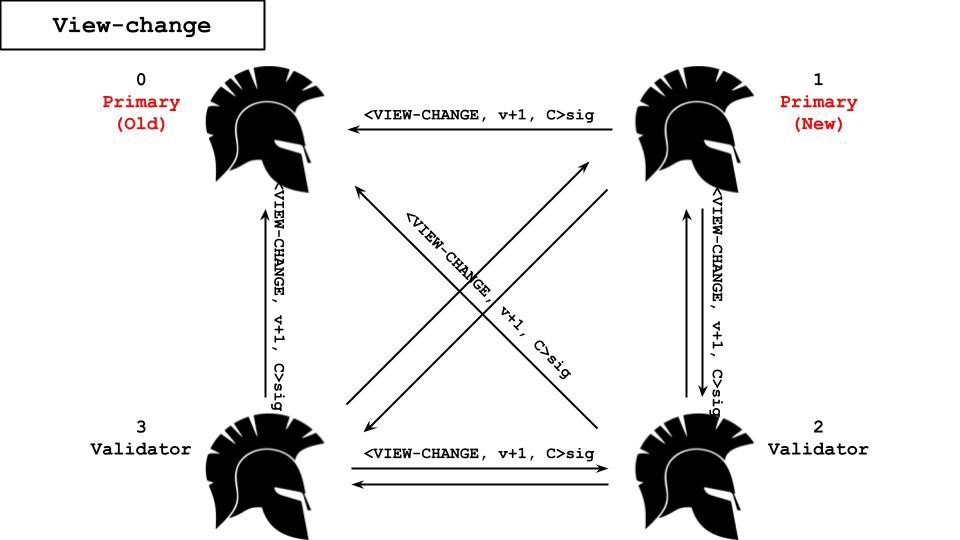 View-change
0
Primary
(Old)
1
Primary
(New)
<VIEW-CHANGE, v+1, C>sig
<VIEW-CHANGE, v+1, C>sig
<VIEW-CHANGE, v+1, C>sig
<VIEW-CHANGE, v+1, C>sig
3
Validator
<VIEW-CHANGE, v+1, C>sig
2
Validator